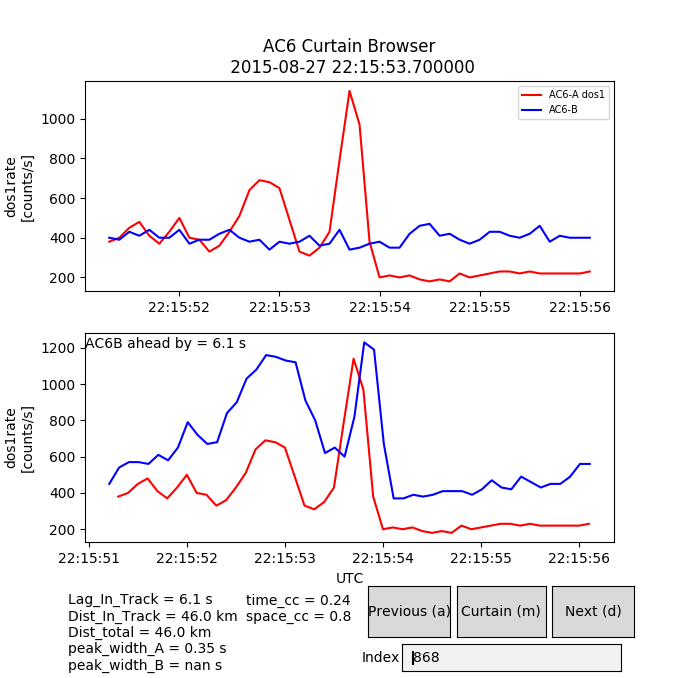 AC6 Curtain Browser
2015-08-27 22:15:53.700000
AC6-A dos1
AC6-B
dos1rate
[counts/s]
1000
800
600
400
200
22:15:52 22:15:53 22:15:54 22:15:55 22:15:56
AC6B ahead by = 6.1 s
dos1rate
[counts/s]
1200
1000
800
600
400
200
22:15:51 22:15:52 22:15:53 22:15:54 22:15:55 22:15:56
UTC
Lag_In_Track = 6.1 s
Dist_In_Track = 46.0 km
Dist_total = 46.0 km
peak_width_A = 0.35 s
peak_width_B = nan s
time_cc = 0.24
space_cc = 0.8
Previous (a) Curtain (m) Next (d)
Index 868